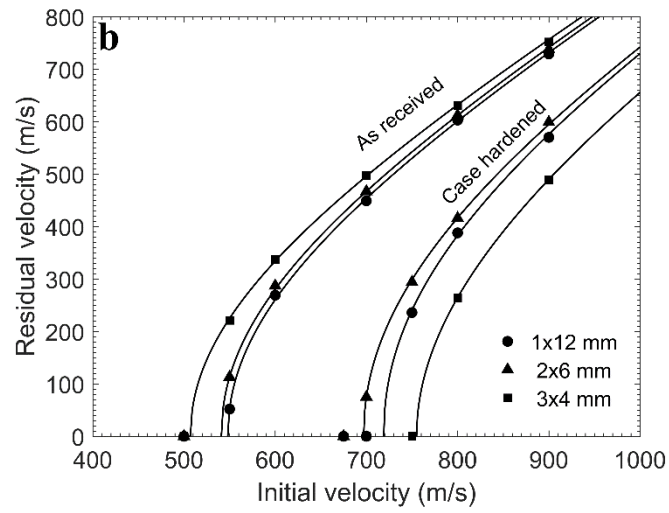 b
800
700
600
500
400
300
200
100
0
Residual velocity (m/s)
As received
Case hardened
1x12 mm
2x6 mm
3x4 mm
400 500 600 700 800 900 1000
Initial velocity (m/s)